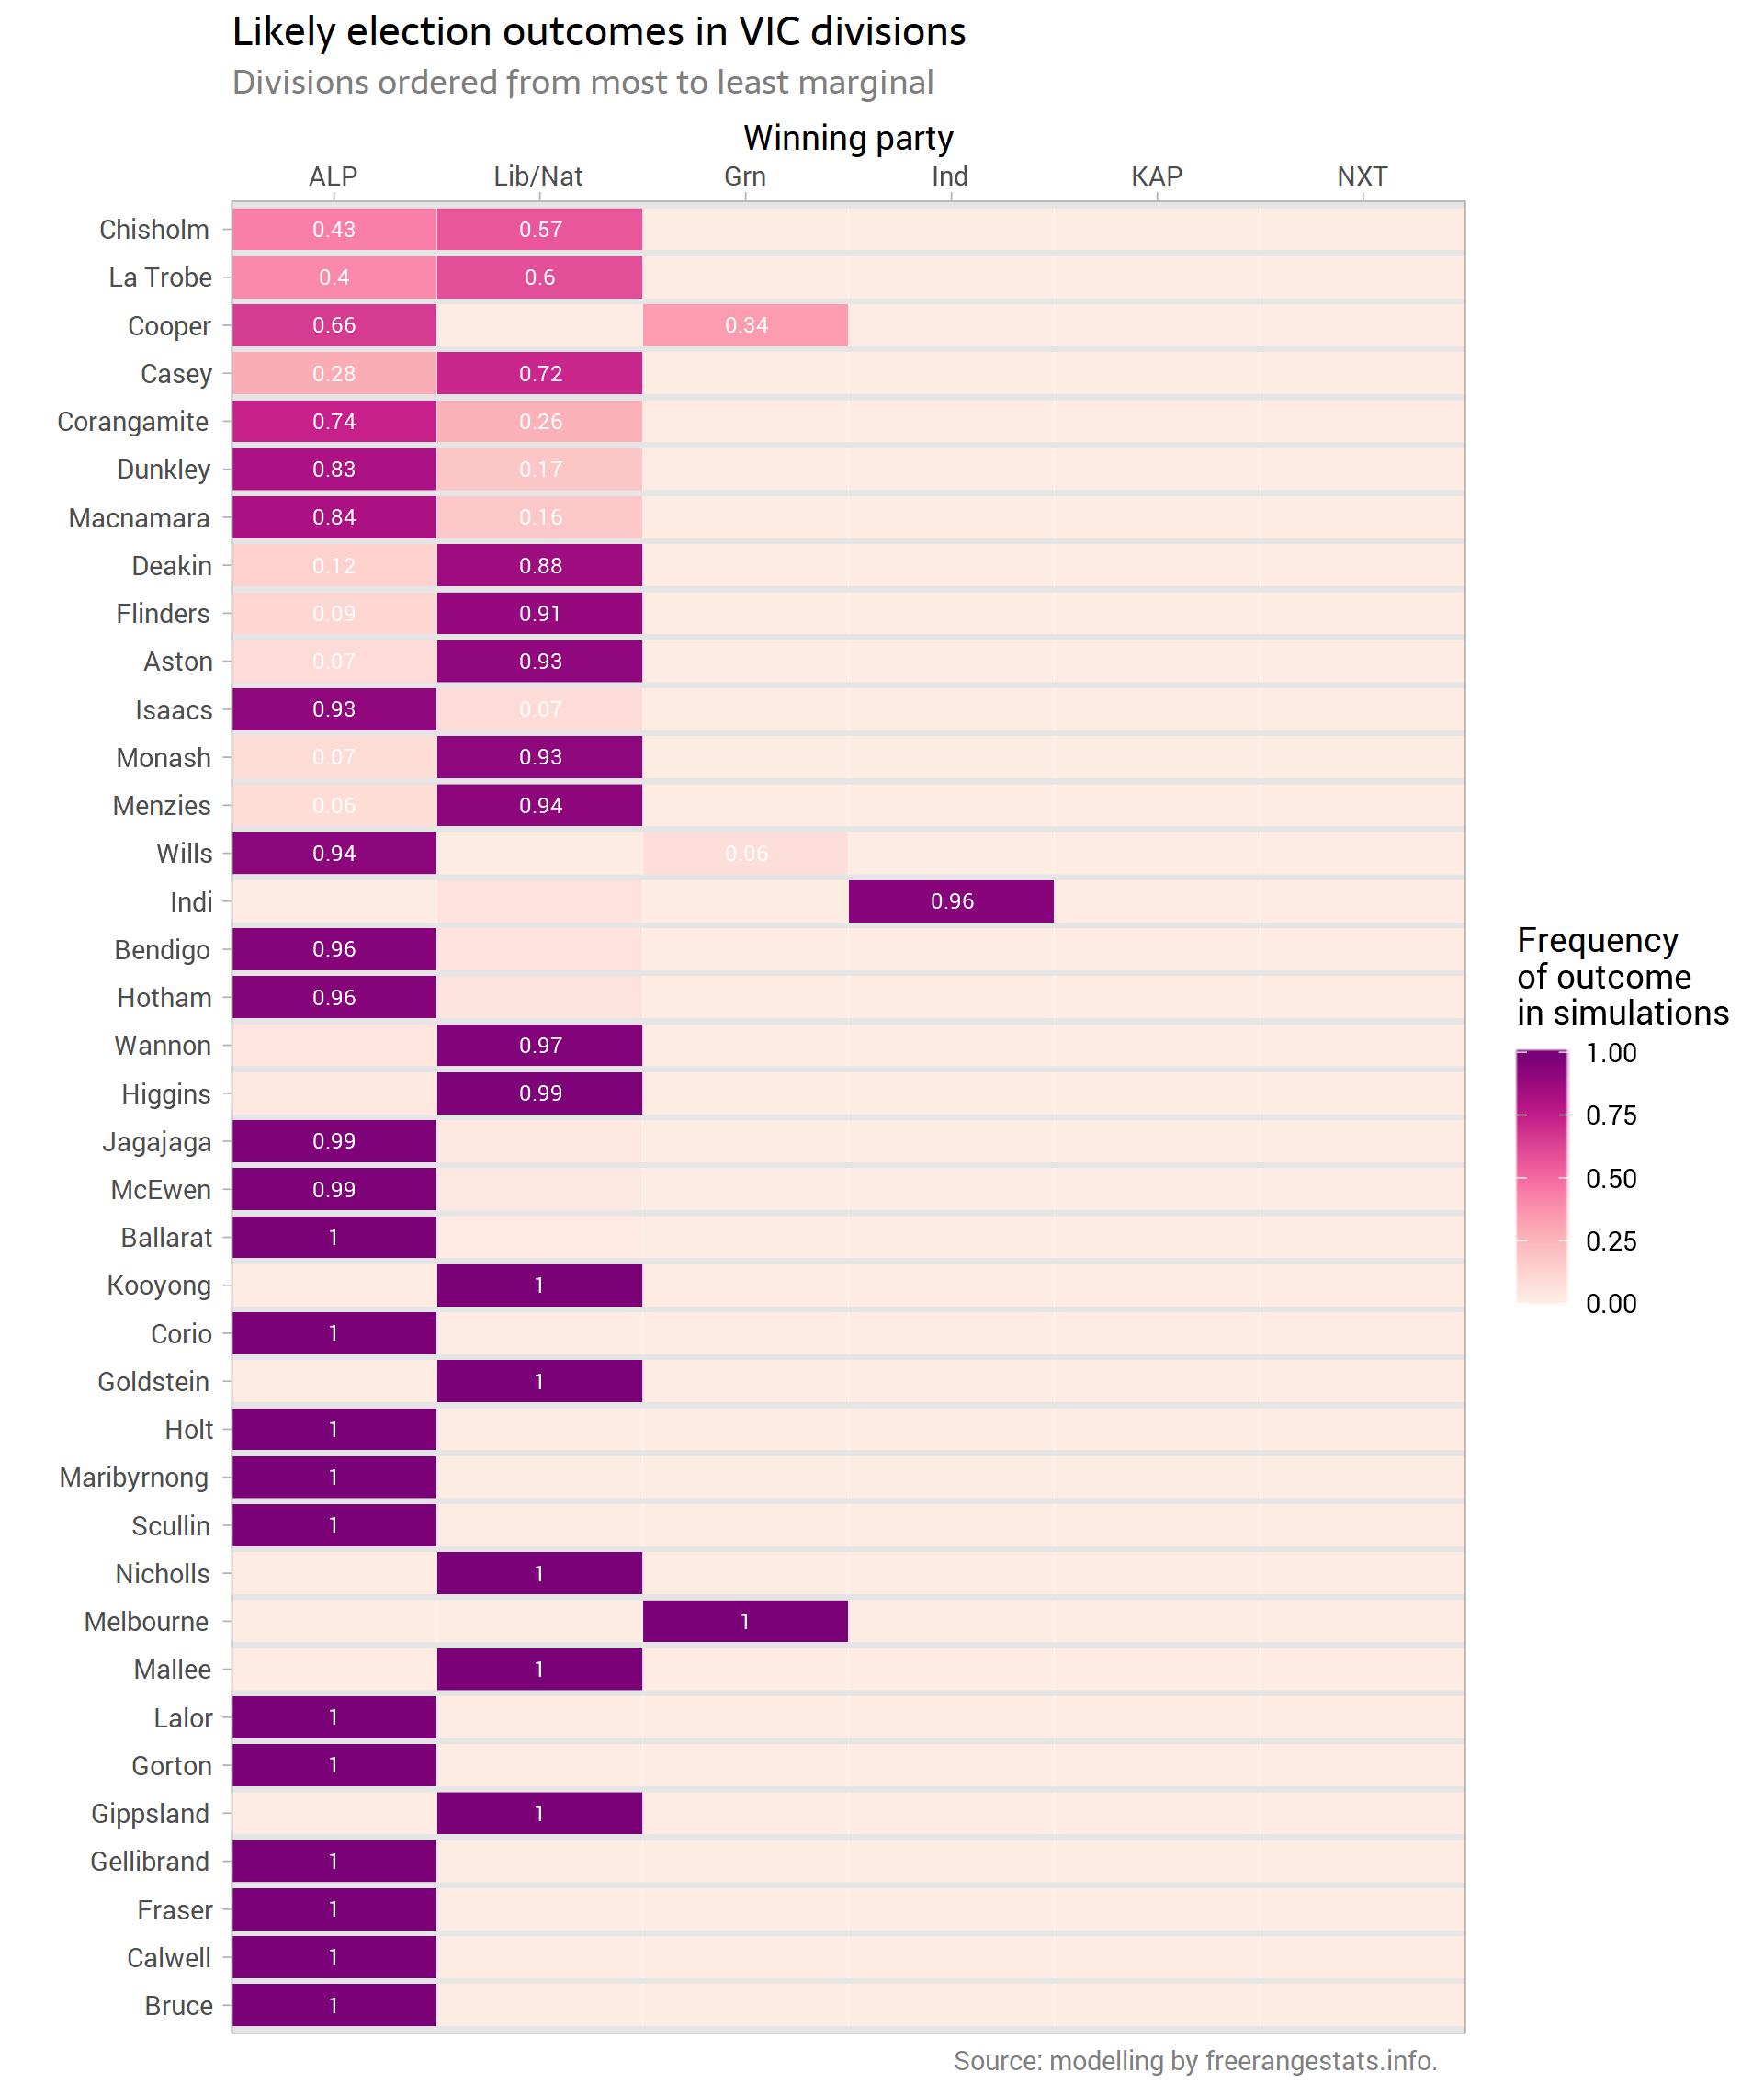 Likely election outcomes in VIC divisions
Divisions ordered from most to least marginal
Winning party
ALP Lib/Nat Grn Ind KAP NXT
Chisholm 0.43 0.57
La Trobe 0.4 0.6
Cooper 0.66 0.34
Casey 0.28 0.72
Corangamite 0.74 0.26
Dunkley 0.83 0.17
Macnamara 0.84 0.16
Deakin 0.12 0.88
Flinders 0.09 0.91
Aston 0.07 0.93
Isaacs 0.93 0.07
Monash 0.07 0.93
Menzies 0.06 0.94
Wills 0.94 0.06
Indi 0.96
Bendigo 0.96
Hotham 0.96
Wannon 0.97
Higgins 0.99
Jagajaga 0.99
McEwen 0.99
Ballarat 1
Kooyong 1
Corio 1
Goldstein 1
Holt 1
Maribyrnong 1
Scullin 1
Nicholls 1
Melbourne 1
Mallee 1
Lalor 1
Gorton 1
Gippsland 1
Gellibrand 1
Fraser 1
Calwell 1
Bruce 1
Frequency
of outcome
in simulations
1.00
0.75
0.50
0.25
0.00
Source: modelling by freerangestats.info.